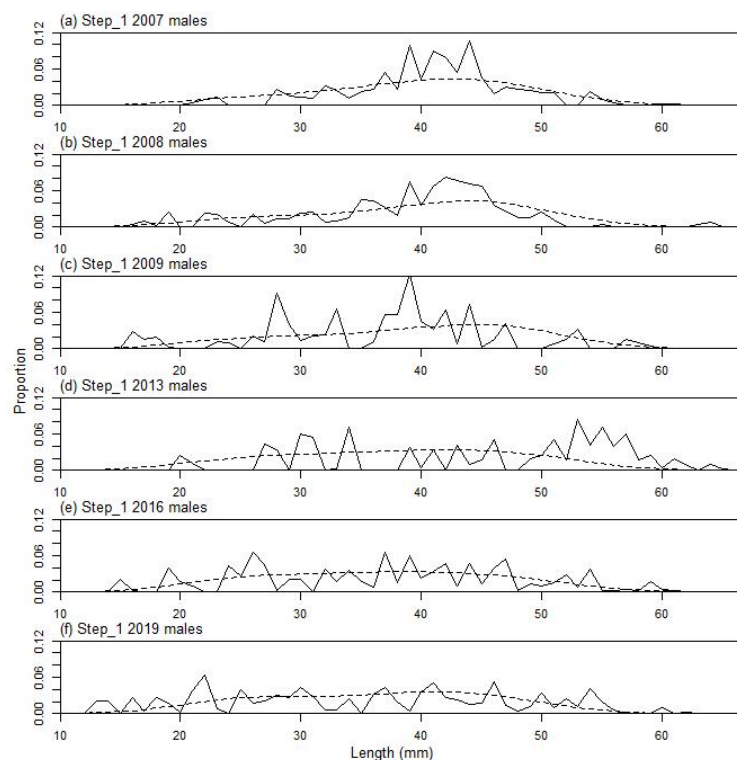 (a) Step_1 2007 males
0.00 0.06 0.12
10 20 30 40 50 60
(b) Step_1 2008 males
0.00 0.06 0.12
10 20 30 40 50 60
(c) Step_1 2009 males
0.00 0.06 0.12
10 20 30 40 50 60
Proportion
(d) Step_1 2013 males
0.00 0.06 0.12
10 20 30 40 50 60
(e) Step_1 2016 males
0.00 0.06 0.12
10 20 30 40 50 60
(f) Step_1 2019 males
0.00 0.06 0.12
10 20 30 40 50 60
Length (mm)